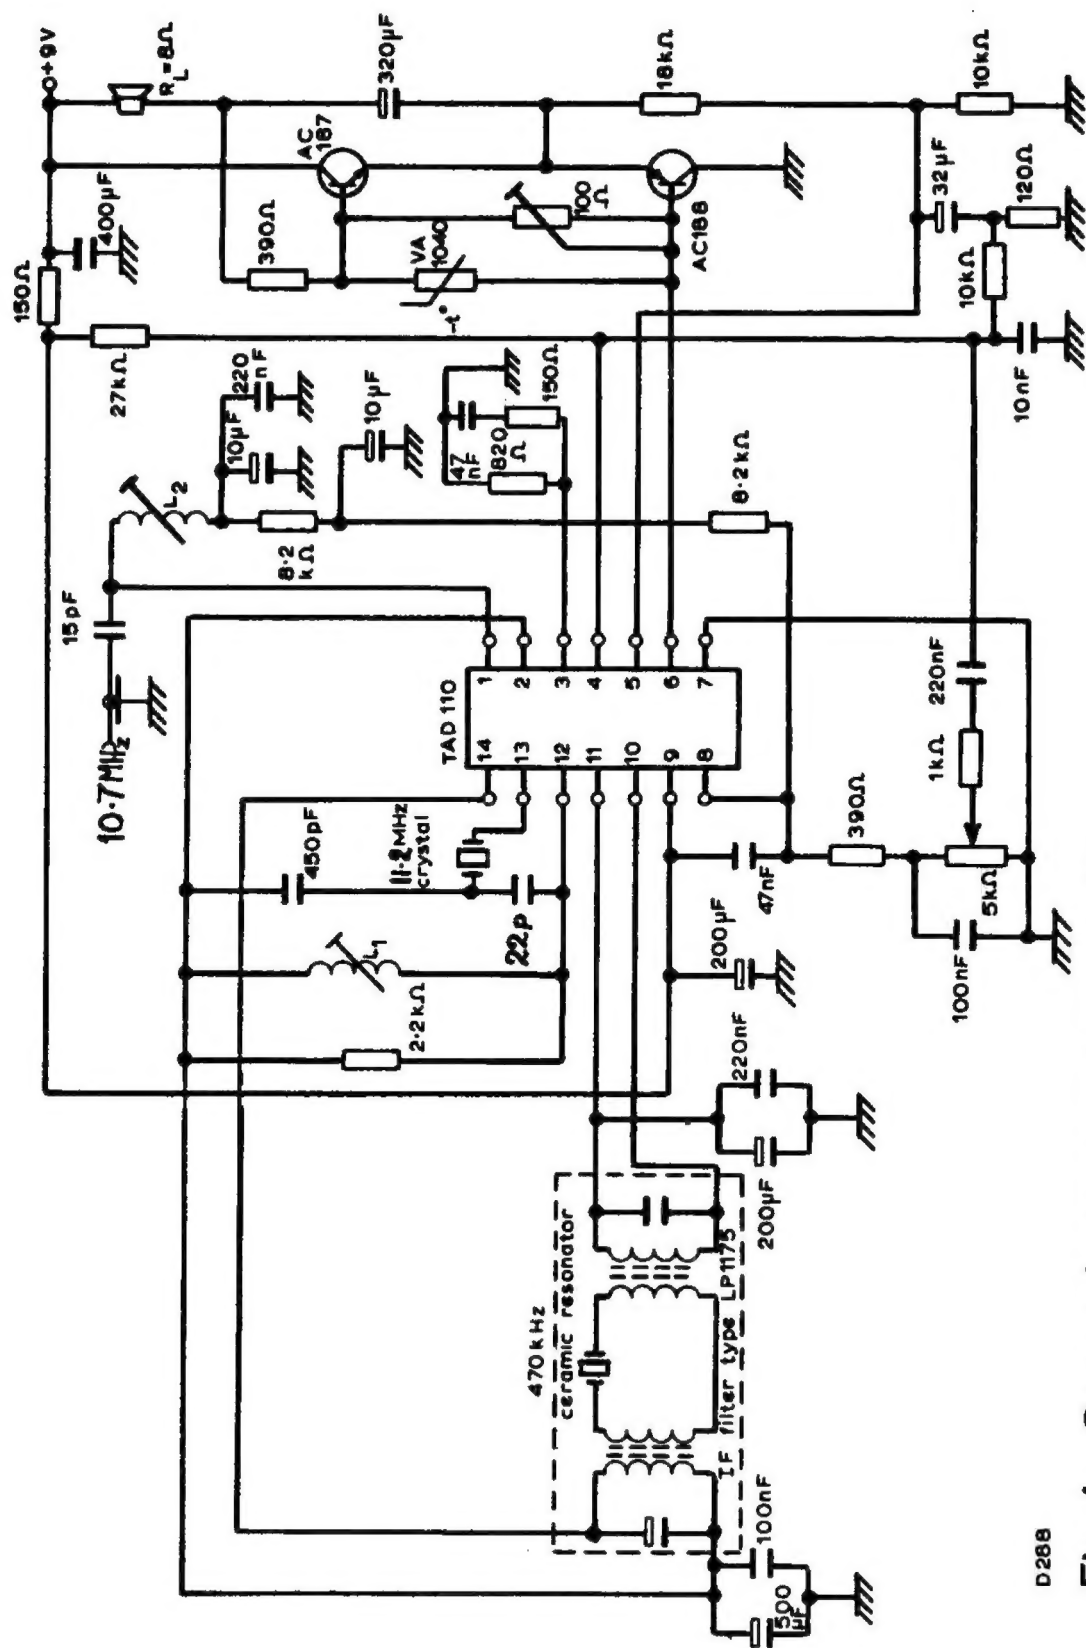 O+9V
R_L=8Ω
320µF
18kΩ
10kΩ
AC
187
100
Ω
AC188
32µF
120Ω
400µF
390Ω
VA
1040
-t°
10kΩ
150Ω
27kΩ
220
nF
10µF
10µF
47
nF
820
Ω
150Ω
10nF
L2
8·2
kΩ
8·2kΩ
15pF
10·7MHz
TAD 110
1
2
3
4
5
6
7
14
13
12
11
10
9
8
220nF
1kΩ
450pF
11·2MHz
crystal
22p
47nF
390Ω
5kΩ
100nF
L1
2·2kΩ
200µF
220nF
200µF
470kHz
ceramic resonator
IF filter type LP1175
100nF
500
µF
D288